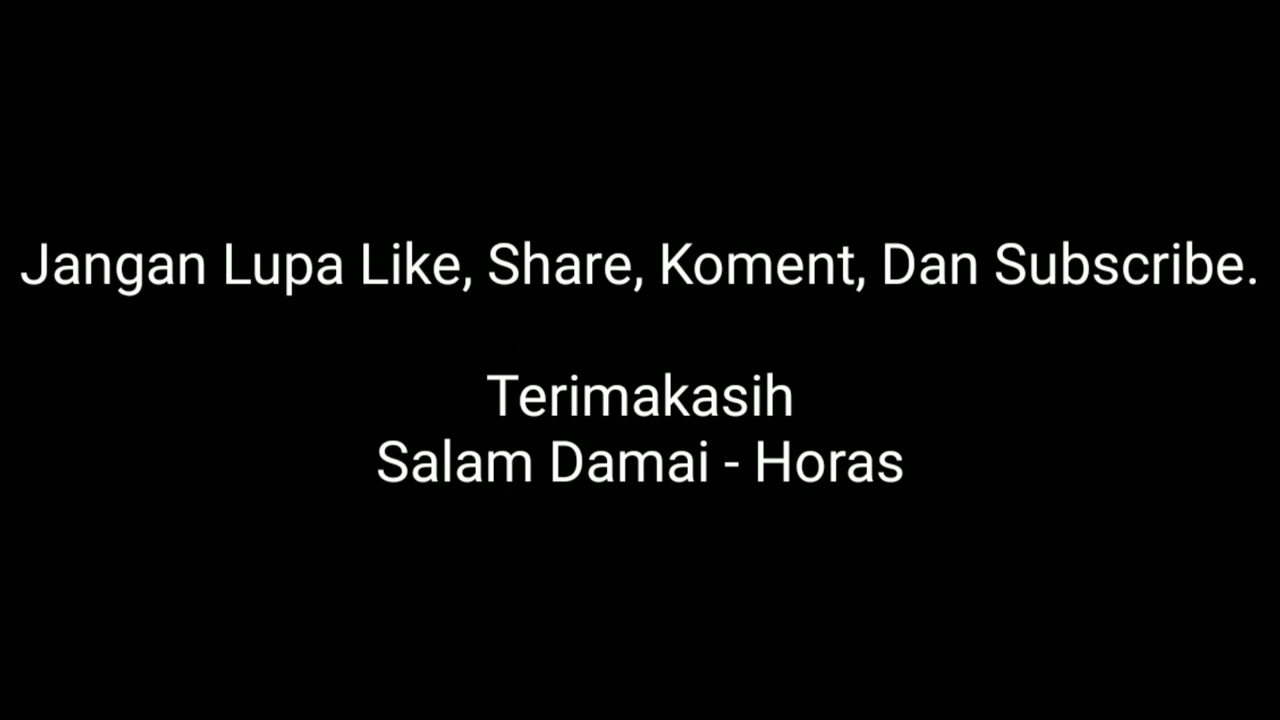 Jangan Lupa Like, Share, Koment, Dan Subscribe.
Terimakasih
Salam Damai - Horas